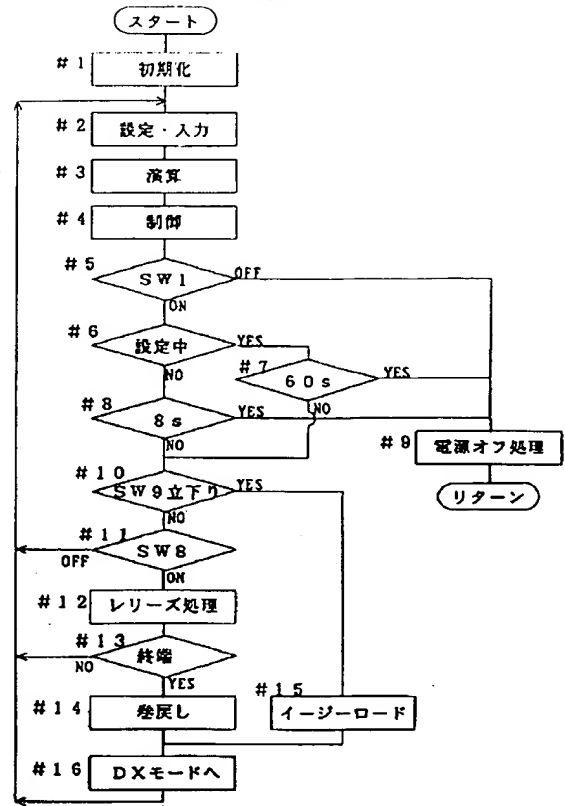 スタート
#1 初期化
#2 設定・入力
#3 演算
#4 制御
#5 SW1 OFF
ON
#6 設定中 YES
NO
#7 60s YES
NO
#8 8s YES
NO
#9 電源オフ処理
リターン
#10 SW9立下り YES
NO
#11 SW8
OFF
ON
#12 レリーズ処理
#13 終端
NO
YES
#14 巻戻し
#15 イージーロード
#16 DXモードへ